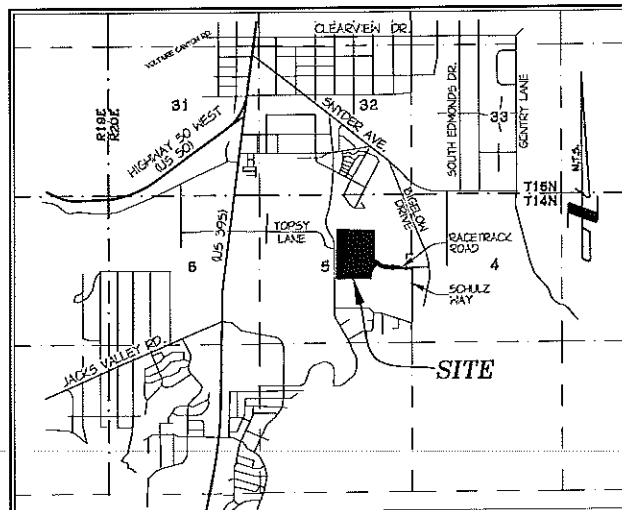 CLEARVIEW DR.
VOLTAIRE CANYON RD.
31
32
33
R19E
R20E
HIGHWAY 50 WEST
(US 50)
SNYDER AVE.
SOUTH EDMONDS DR.
GENTRY LANE
N.T.S.
T15N
T14N
BIGELOW
DRIVE
(US 395)
TOPSY
LANE
RACETRACK
ROAD
6
5
4
SCHULZ
WAY
JACKS VALLEY RD.
SITE